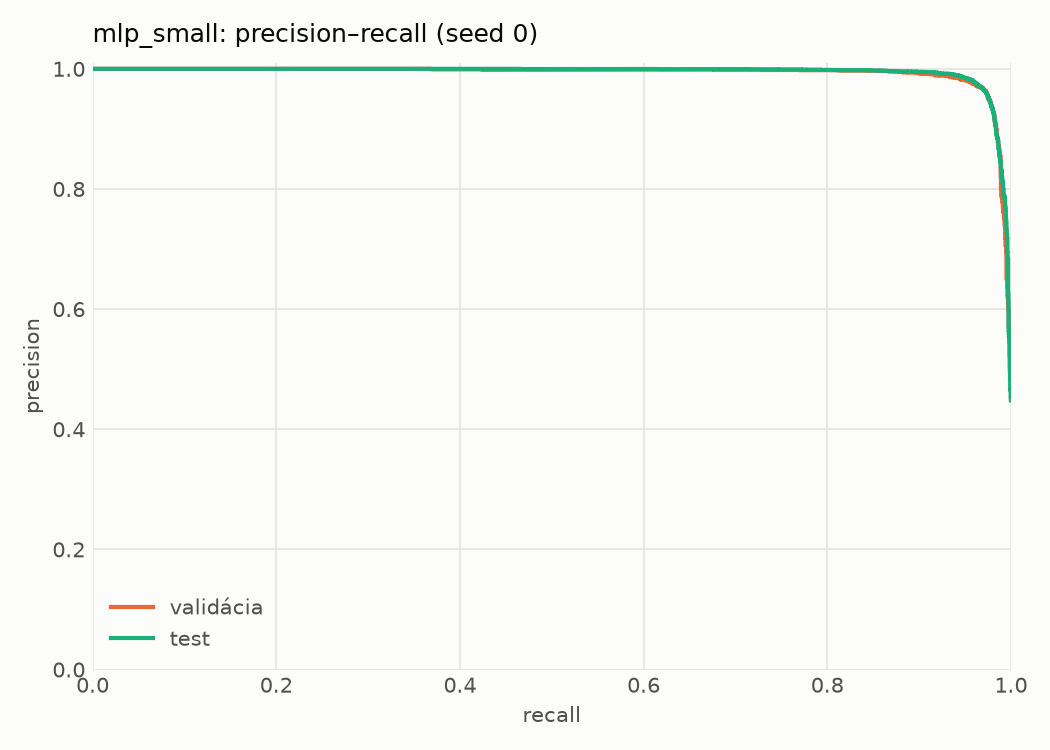 mlp_small: precision–recall (seed 0)
1.0
0.8
0.6
0.4
0.2
0.0
precision
validácia
test
0.0 0.2 0.4 0.6 0.8 1.0
recall